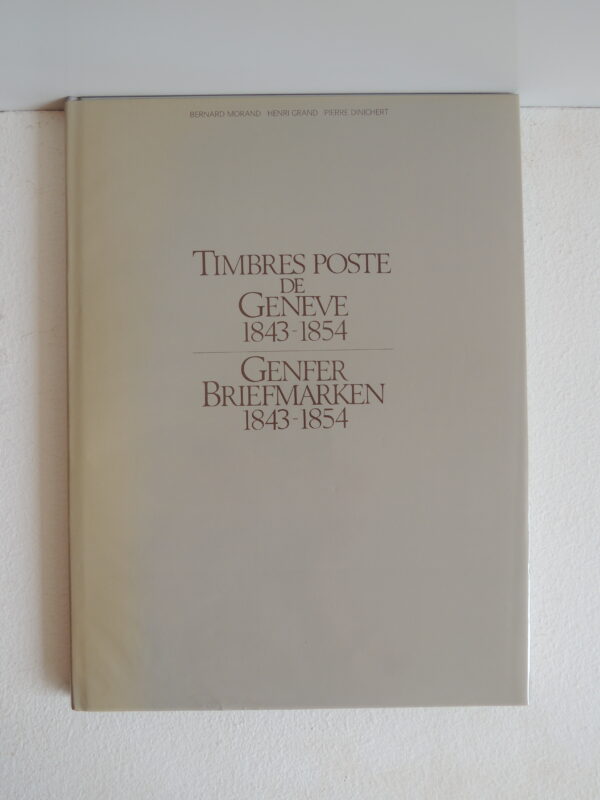 BERNARD MORAND HENRI GRAND PIERRE DINICHERT
TIMBRES POSTE
DE
GENEVE
1843-1854
GENFER
BRIEFMARKEN
1843-1854